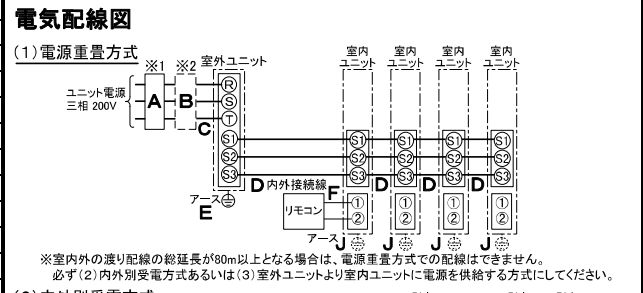 電気配線図
(1)電源重畳方式
※1 ※2 室外ユニット
室内ユニット 室内ユニット 室内ユニット 室内ユニット
ユニット電源
三相 200V
A B C
R
S
T
S1 S1 S1 S1 S1
S2 S2 S2 S2 S2
S3 S3 S3 S3 S3
D 内外接続線 D D D
アース E
F
リモコン
① ① ① ①
② ② ② ②
アース J J J J
※室内外の渡り配線の総延長が80m以上となる場合は、電源重畳方式での配線はできません。
必ず(2)内外別受電方式あるいは(3)室外ユニットより室内ユニットに電源を供給する方式にしてください。